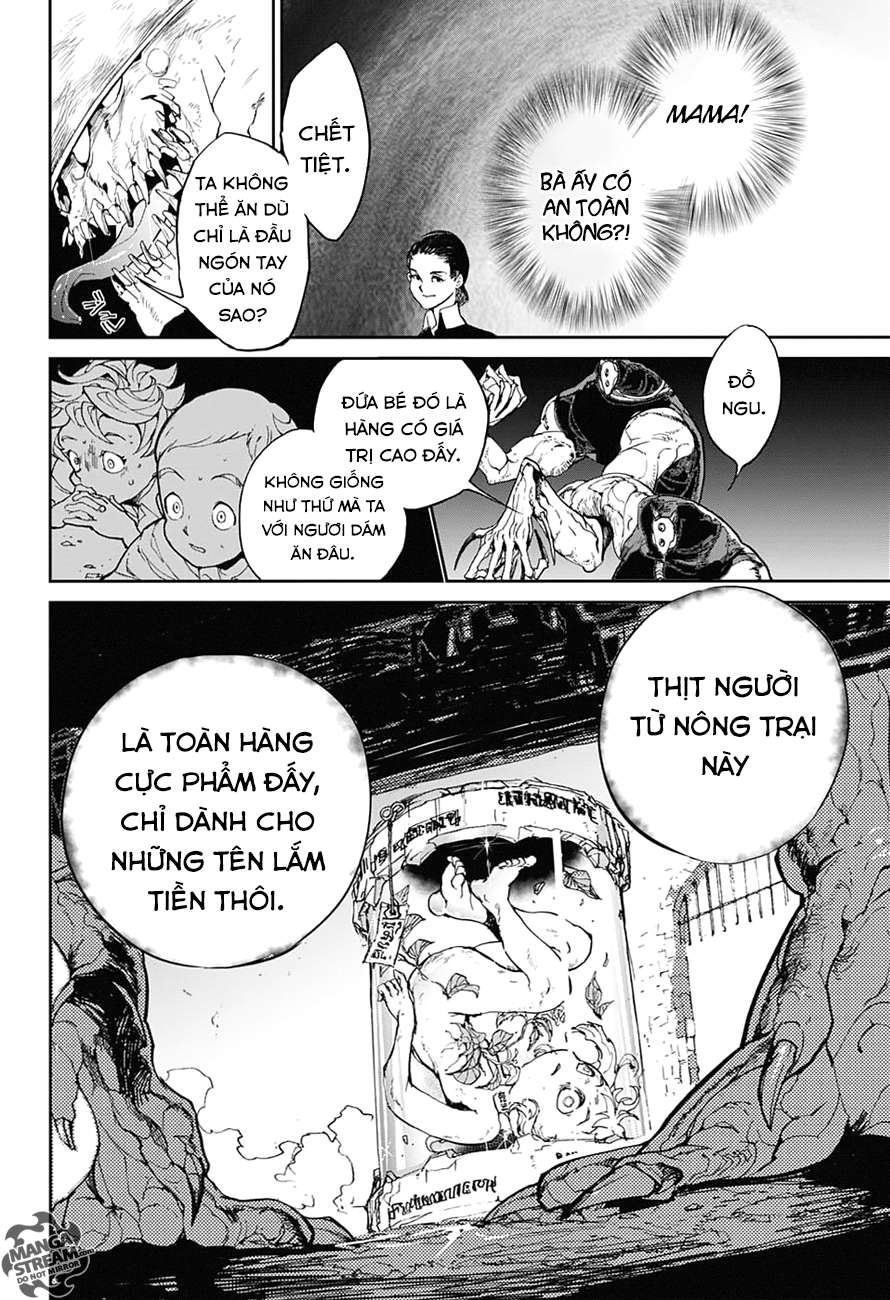 MAMA!
BÀ ẤY CÓ
AN TOÀN
KHÔNG?!
CHẾT
TIỆT.
TA KHÔNG
THỂ ĂN DÙ
CHỈ LÀ ĐẦU
NGÓN TAY
CỦA NÓ
SAO?
ĐỒ
NGU.
ĐỨA BÉ ĐÓ LÀ
HÀNG CÓ GIÁ
TRỊ CAO ĐẤY.
KHÔNG GIỐNG
NHƯ THỨ MÀ TA
VỚI NGƯƠI DÁM
ĂN ĐÂU.
THỊT NGƯỜI
TỪ NÔNG TRẠI
NÀY
LÀ TOÀN HÀNG
CỰC PHẨM ĐẤY,
CHỈ DÀNH CHO
NHỮNG TÊN LẮM
TIỀN THÔI.
MANGA
STREAM.com
DO NOT MIRROR!